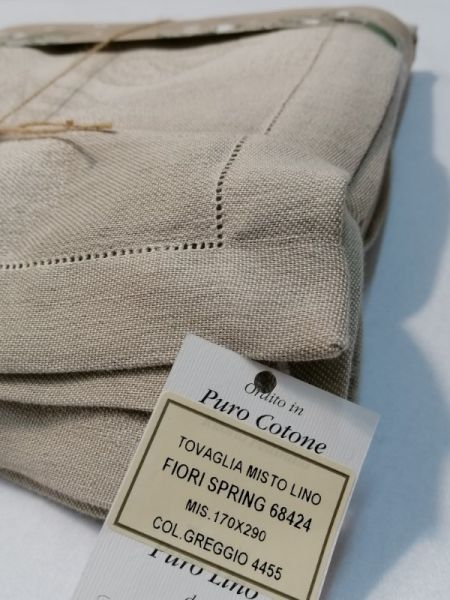 Ordito in
Puro Cotone
TOVAGLIA MISTO LINO
FIORI SPRING 68424
MIS.170X290
COL.GREGGIO 4455
Puro Lino